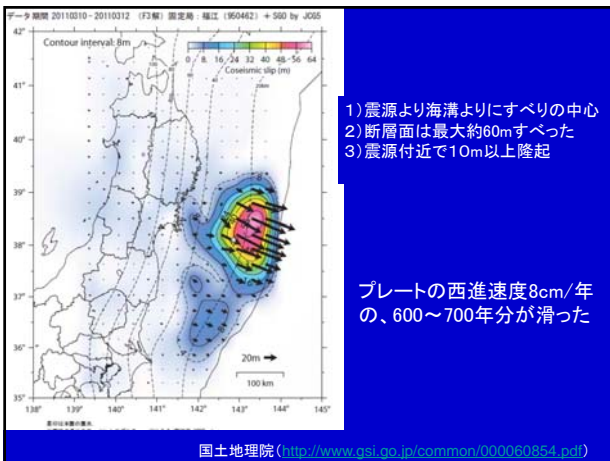 データ期間 20110310 - 20110312 (F3解) 固定局：福江 (950462) + SGO by JCG5
42°
Contour interval: 8m
0 8 16 24 32 40 48 56 64
Coseismic slip (m)
41°
40°
39°
38°
37°
36°
35°
20m
100 km
138° 139° 140° 141° 142° 143° 144° 145°
1)震源より海溝よりにすべりの中心
2)断層面は最大約60mすべった
3)震源付近で10m以上隆起
プレートの西進速度8cm/年
の、600～700年分が滑った
国土地理院(http://www.gsi.go.jp/common/000060854.pdf)